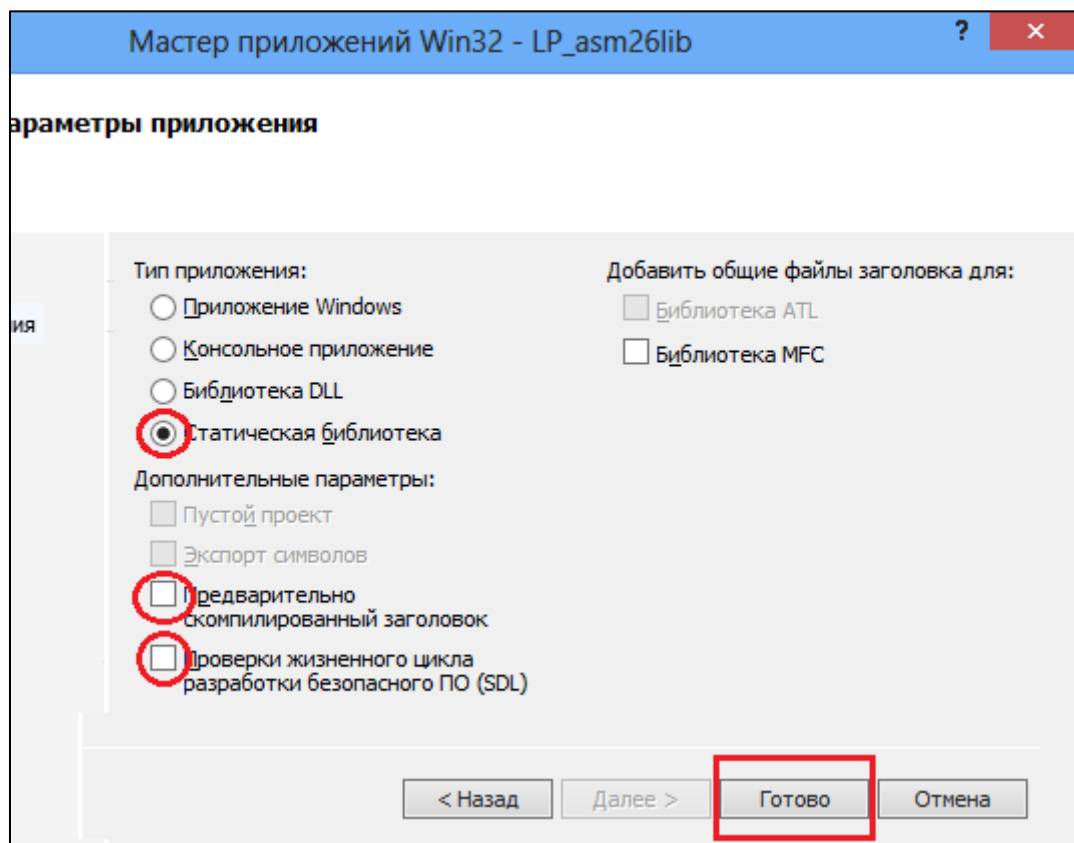 Мастер приложений Win32 - LP_asm26lib
?
араметры приложения
ия
Тип приложения:
Приложение Windows
Консольное приложение
Библиотека DLL
Статическая библиотека
Дополнительные параметры:
Пустой проект
Экспорт символов
Предварительно
скомпилированный заголовок
Проверки жизненного цикла
разработки безопасного ПО (SDL)
Добавить общие файлы заголовка для:
Библиотека ATL
Библиотека MFC
< Назад
Далее >
Готово
Отмена